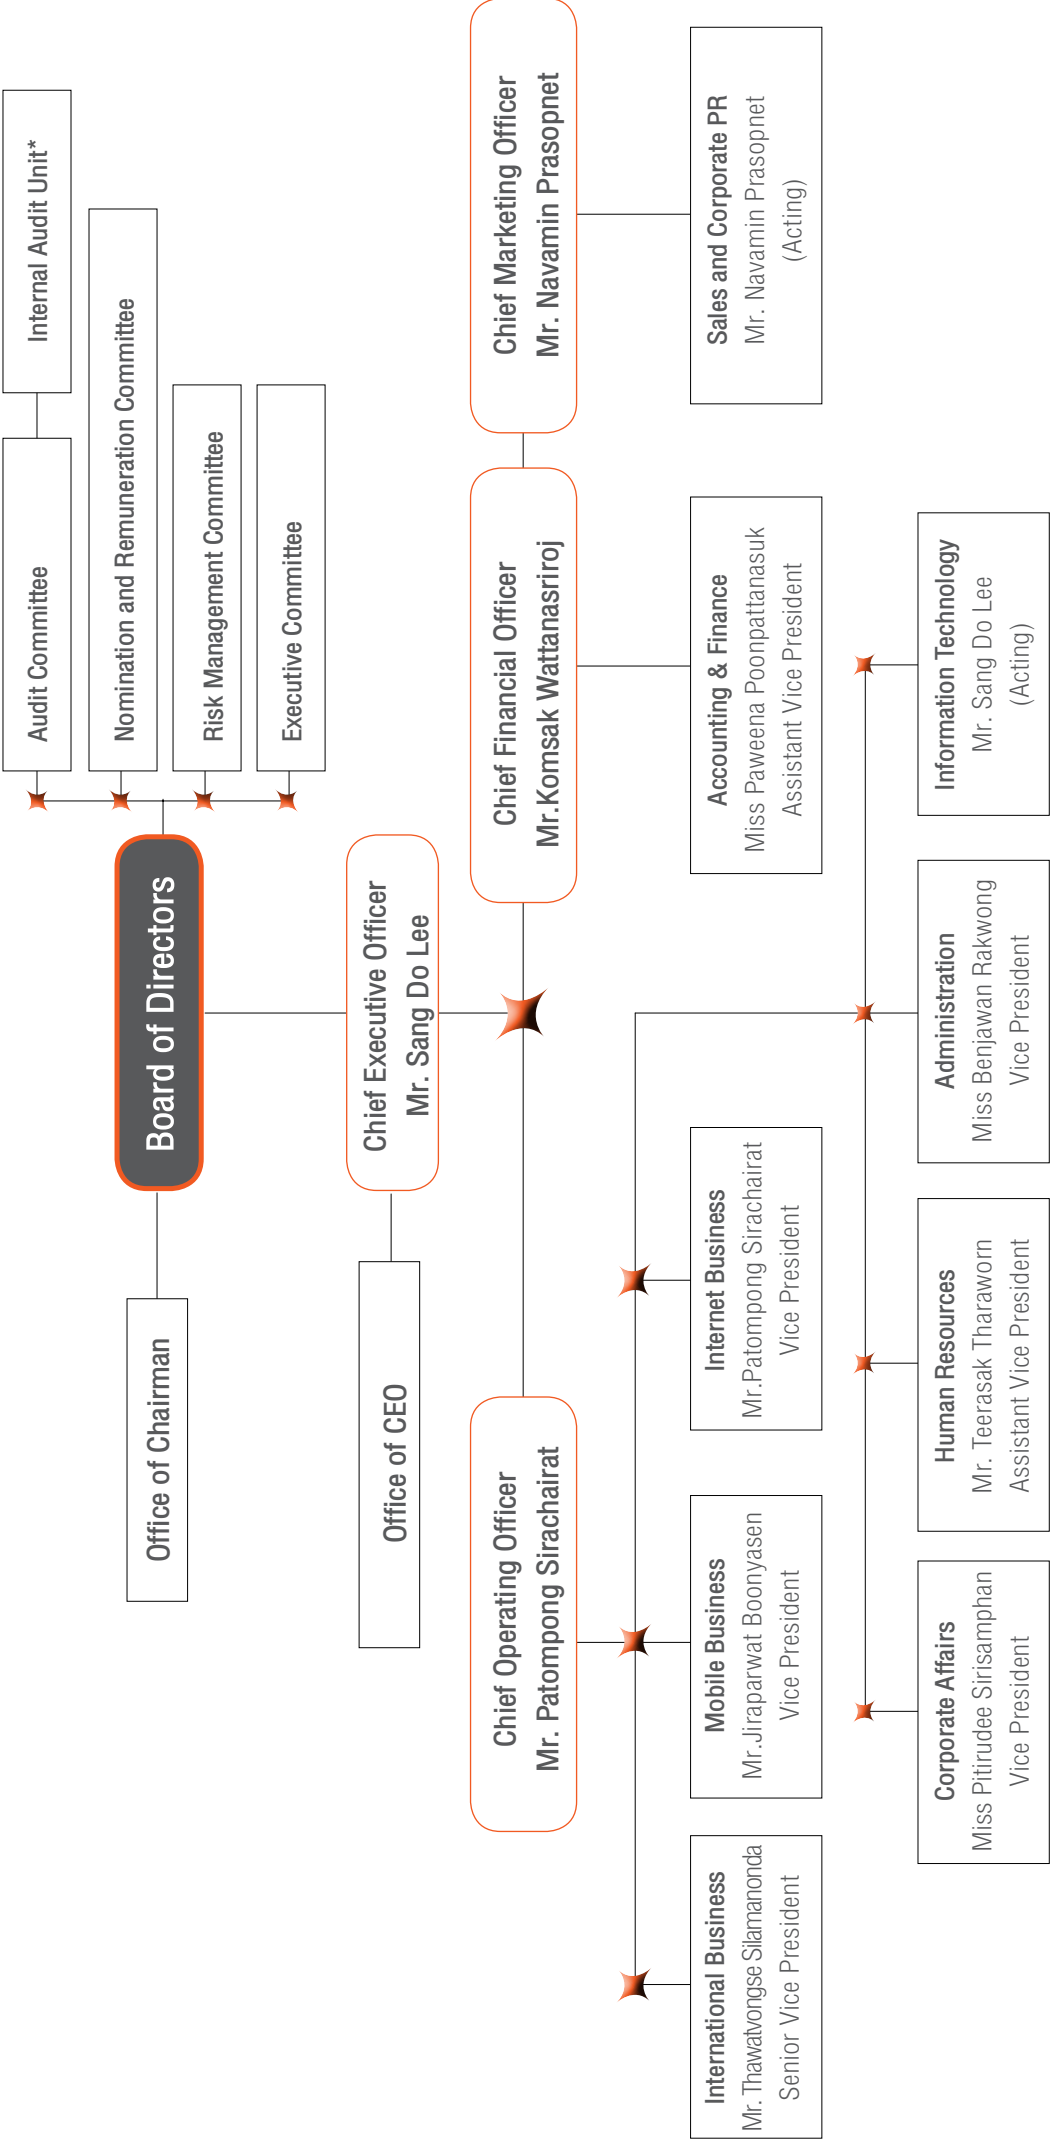 Board of Directors
Office of Chairman
Audit Committee
Internal Audit Unit*
Nomination and Remuneration Committee
Risk Management Committee
Executive Committee
Chief Executive Officer
Mr. Sang Do Lee
Office of CEO
Chief Operating Officer
Mr. Patompong Sirachairat
Chief Financial Officer
Mr.Komsak Wattanasriroj
Chief Marketing Officer
Mr. Navamin Prasopnet
International Business
Mr. Thawatvongse Silamanonda
Senior Vice President
Mobile Business
Mr.Jiraparwat Boonyasen
Vice President
Internet Business
Mr.Patompong Sirachairat
Vice President
Accounting & Finance
Miss Paweena Poonpattanasuk
Assistant Vice President
Sales and Corporate PR
Mr. Navamin Prasopnet
(Acting)
Corporate Affairs
Miss Pitirudee Sirisamphan
Vice President
Human Resources
Mr. Teerasak Tharaworn
Assistant Vice President
Administration
Miss Benjawan Rakwong
Vice President
Information Technology
Mr. Sang Do Lee
(Acting)